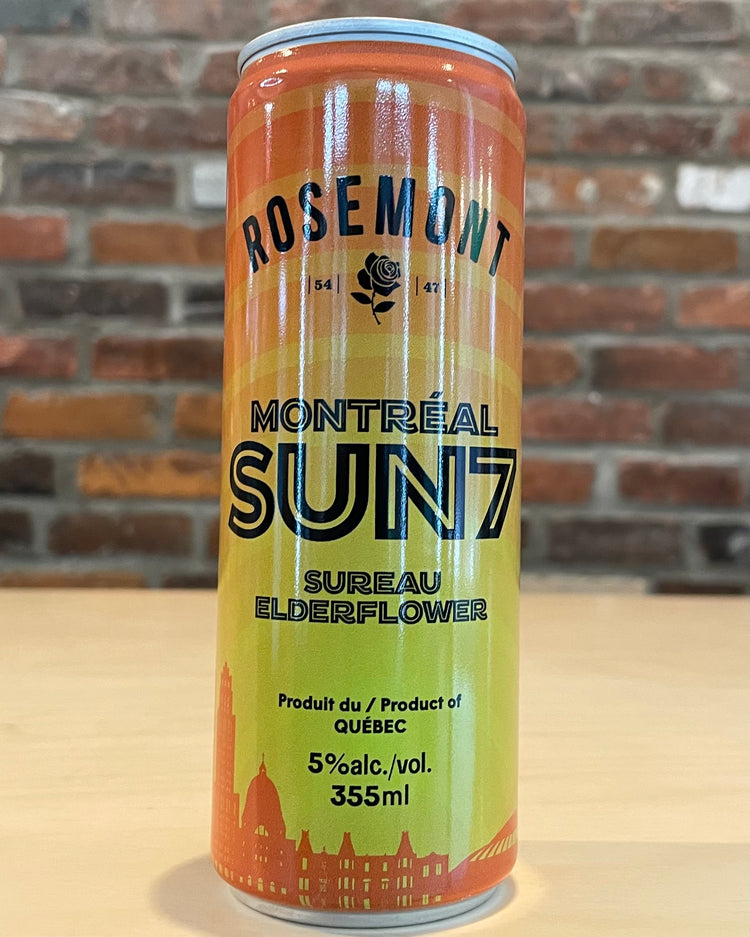 ROSEMONT
|54| |47|
MONTRÉAL
SUN7
SUREAU
ELDERFLOWER
Produit du / Product of
QUÉBEC
5%alc./vol.
355ml